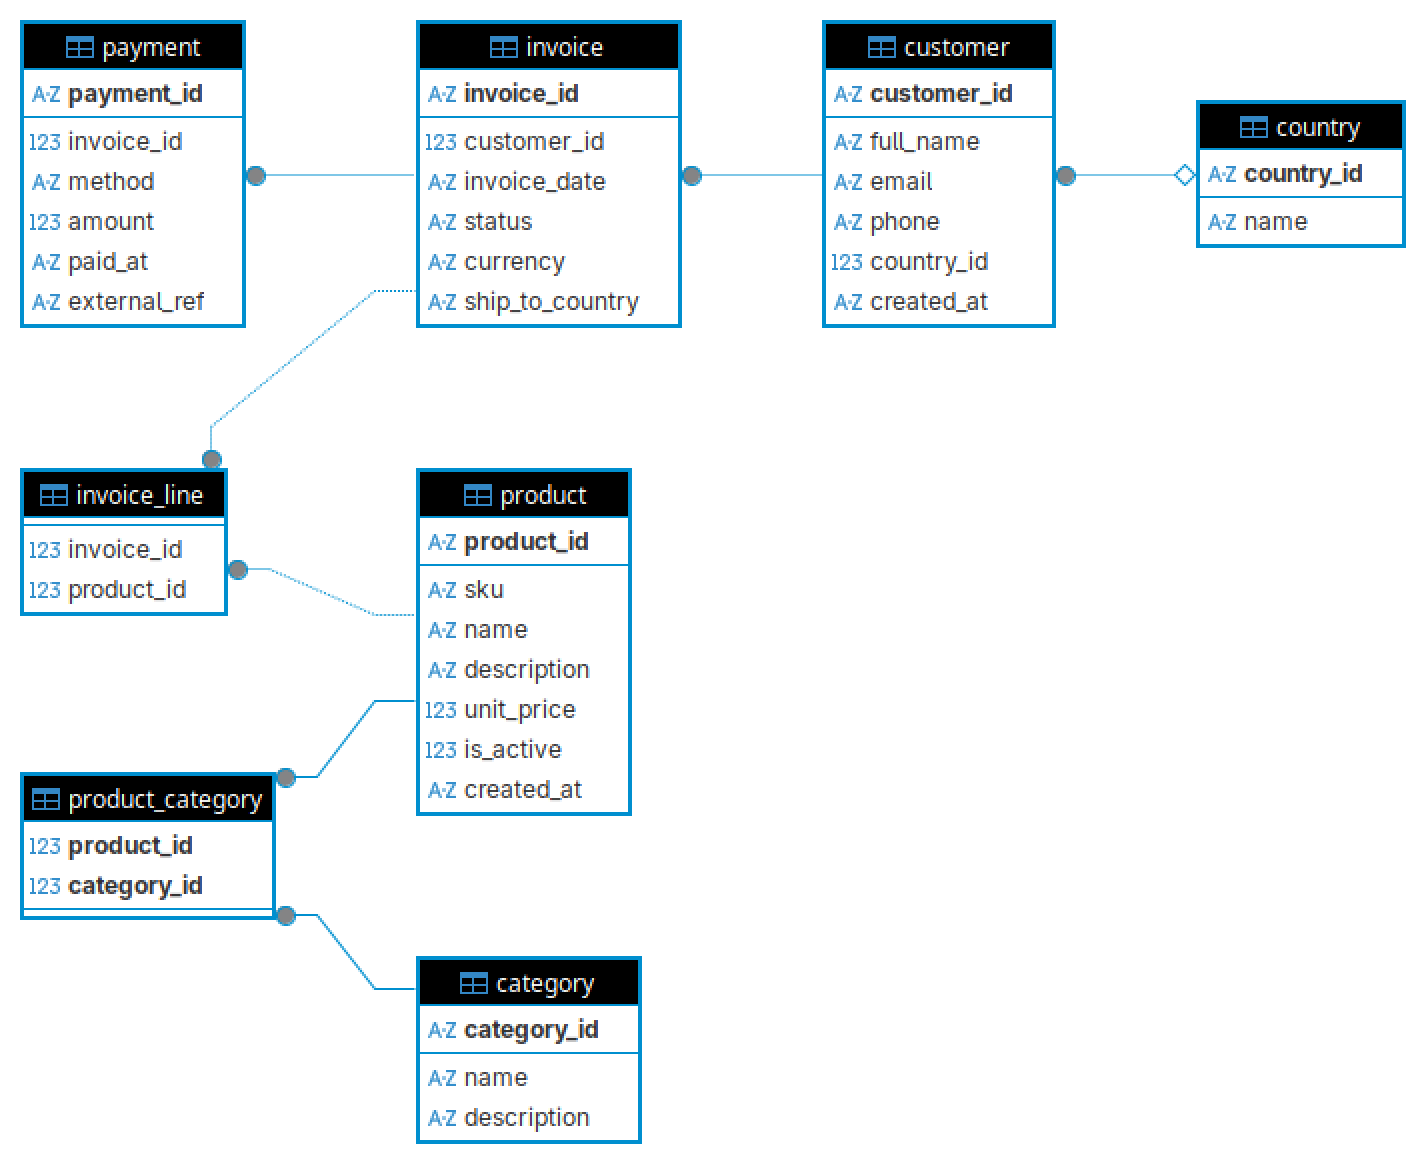 payment
A-Z payment_id
123 invoice_id
A-Z method
123 amount
A-Z paid_at
A-Z external_ref
invoice
A-Z invoice_id
123 customer_id
A-Z invoice_date
A-Z status
A-Z currency
A-Z ship_to_country
customer
A-Z customer_id
A-Z full_name
A-Z email
A-Z phone
123 country_id
A-Z created_at
country
A-Z country_id
A-Z name
invoice_line
123 invoice_id
123 product_id
product
A-Z product_id
A-Z sku
A-Z name
A-Z description
123 unit_price
123 is_active
A-Z created_at
product_category
123 product_id
123 category_id
category
A-Z category_id
A-Z name
A-Z description